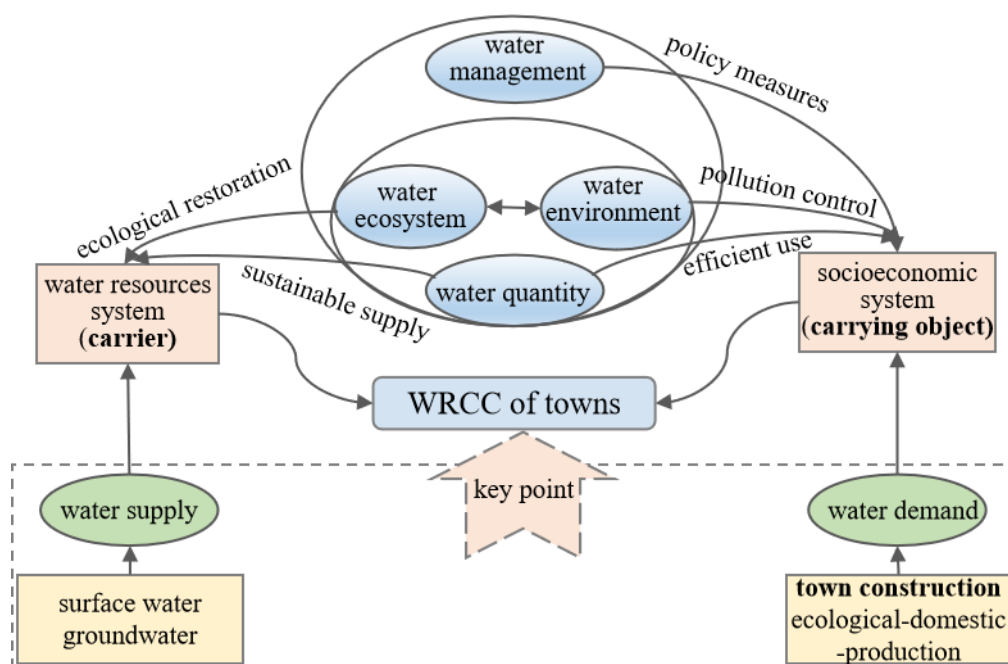 water
management
policy measures
ecological restoration
water
ecosystem
water
environment
pollution control
sustainable supply
water quantity
efficient use
water resources
system
(carrier)
socioeconomic
system
(carrying object)
WRCC of towns
key point
water supply
water demand
surface water
groundwater
town construction
ecological-domestic
-production